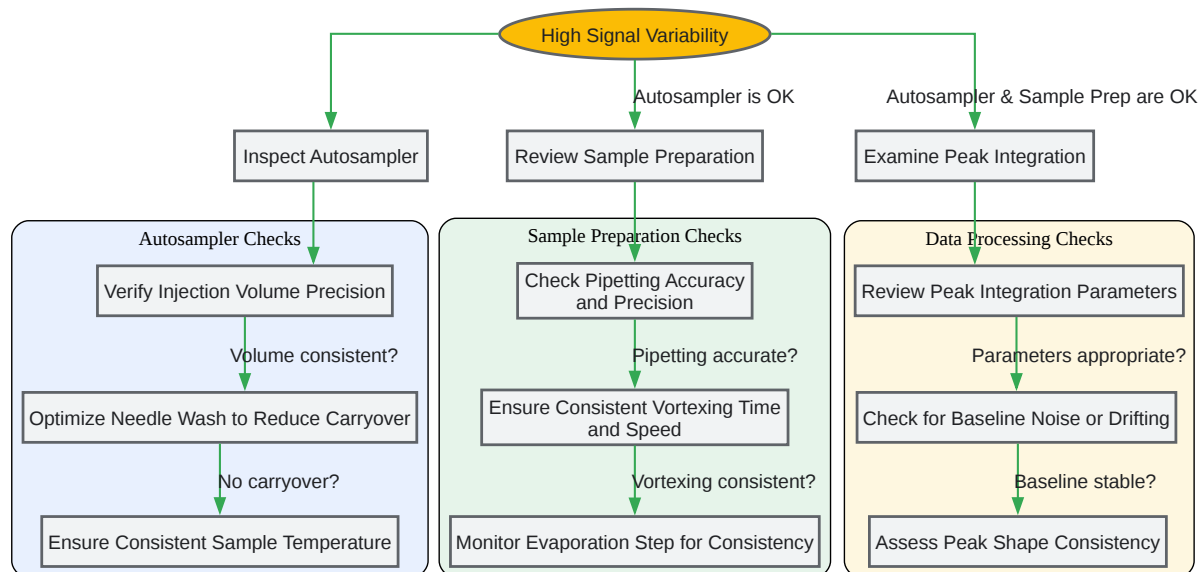 High Signal Variability
Autosampler is OK
Autosampler & Sample Prep are OK
Inspect Autosampler
Review Sample Preparation
Examine Peak Integration
Autosampler Checks
Verify Injection Volume Precision
Volume consistent?
Optimize Needle Wash to Reduce Carryover
No carryover?
Ensure Consistent Sample Temperature
Sample Preparation Checks
Check Pipetting Accuracy
and Precision
Pipetting accurate?
Ensure Consistent Vortexing Time
and Speed
Vortexing consistent?
Monitor Evaporation Step for Consistency
Data Processing Checks
Review Peak Integration Parameters
Parameters appropriate?
Check for Baseline Noise or Drifting
Baseline stable?
Assess Peak Shape Consistency